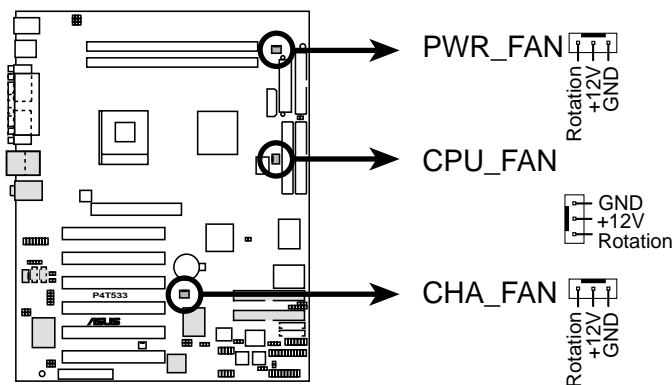 PWR_FAN
Rotation
+12V
GND
CPU_FAN
GND
+12V
Rotation
P4T533
ASUS
CHA_FAN
Rotation
+12V
GND